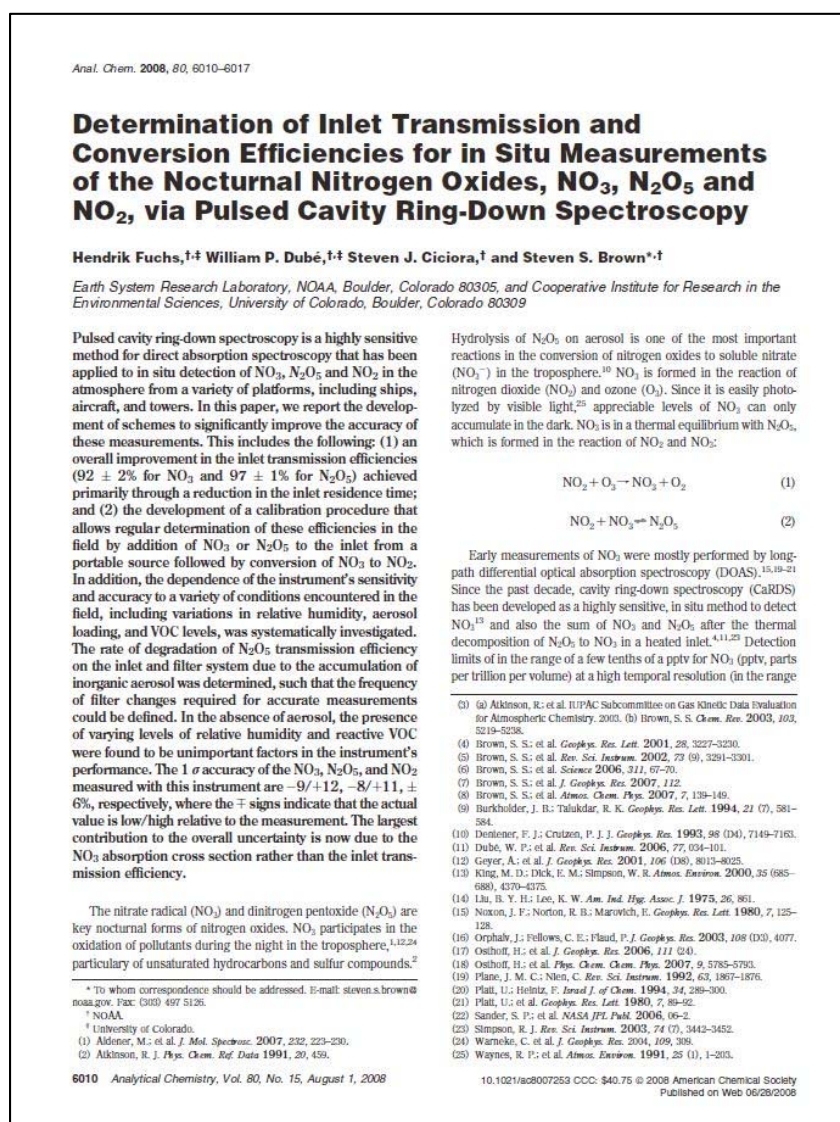 Anal. Chem. 2008, 80, 6010–6017
Determination of Inlet Transmission and
Conversion Efficiencies for in Situ Measurements
of the Nocturnal Nitrogen Oxides, NO₃, N₂O₅ and
NO₂, via Pulsed Cavity Ring-Down Spectroscopy
Hendrik Fuchs,†,‡ William P. Dubé,†,‡ Steven J. Ciciora,† and Steven S. Brown*,†
Earth System Research Laboratory, NOAA, Boulder, Colorado 80305, and Cooperative Institute for Research in the
Environmental Sciences, University of Colorado, Boulder, Colorado 80309
Pulsed cavity ring-down spectroscopy is a highly sensitive
method for direct absorption spectroscopy that has been
applied to in situ detection of NO₃, N₂O₅ and NO₂ in the
atmosphere from a variety of platforms, including ships,
aircraft, and towers. In this paper, we report the develop-
ment of schemes to significantly improve the accuracy of
these measurements. This includes the following: (1) an
overall improvement in the inlet transmission efficiencies
(92 ± 2% for NO₃ and 97 ± 1% for N₂O₅) achieved
primarily through a reduction in the inlet residence time;
and (2) the development of a calibration procedure that
allows regular determination of these efficiencies in the
field by addition of NO₃ or N₂O₅ to the inlet from a
portable source followed by conversion of NO₃ to NO₂.
In addition, the dependence of the instrument's sensitivity
and accuracy to a variety of conditions encountered in the
field, including variations in relative humidity, aerosol
loading, and VOC levels, was systematically investigated.
The rate of degradation of N₂O₅ transmission efficiency
on the inlet and filter system due to the accumulation of
inorganic aerosol was determined, such that the frequency
of filter changes required for accurate measurements
could be defined. In the absence of aerosol, the presence
of varying levels of relative humidity and reactive VOC
were found to be unimportant factors in the instrument's
performance. The 1 σ accuracy of the NO₃, N₂O₅, and NO₂
measured with this instrument are −9/+12, −8/+11, ±
6%, respectively, where the ∓ signs indicate that the actual
value is low/high relative to the measurement. The largest
contribution to the overall uncertainty is now due to the
NO₃ absorption cross section rather than the inlet trans-
mission efficiency.
The nitrate radical (NO₃) and dinitrogen pentoxide (N₂O₅) are
key nocturnal forms of nitrogen oxides. NO₃ participates in the
oxidation of pollutants during the night in the troposphere,1,12,24
particulary of unsaturated hydrocarbons and sulfur compounds.2
* To whom correspondence should be addressed. E-mail: steven.s.brown@
noaa.gov. Fax: (303) 497 5126.
† NOAA.
‡ University of Colorado.
(1) Aldener, M.; et al. J. Mol. Spectrosc. 2007, 232, 223–230.
(2) Atkinson, R. J. Phys. Chem. Ref. Data 1991, 20, 459.
Hydrolysis of N₂O₅ on aerosol is one of the most important
reactions in the conversion of nitrogen oxides to soluble nitrate
(NO₃⁻) in the troposphere.10 NO₃ is formed in the reaction of
nitrogen dioxide (NO₂) and ozone (O₃). Since it is easily photo-
lyzed by visible light,25 appreciable levels of NO₃ can only
accumulate in the dark. NO₃ is in a thermal equilibrium with N₂O₅,
which is formed in the reaction of NO₂ and NO₃:
NO₂ + O₃ → NO₃ + O₂ (1)
NO₂ + NO₃ ⇌ N₂O₅ (2)
Early measurements of NO₃ were mostly performed by long-
path differential optical absorption spectroscopy (DOAS).15,19–21
Since the past decade, cavity ring-down spectroscopy (CaRDS)
has been developed as a highly sensitive, in situ method to detect
NO₃13 and also the sum of NO₃ and N₂O₅ after the thermal
decomposition of N₂O₅ to NO₃ in a heated inlet.4,11,23 Detection
limits of in the range of a few tenths of a pptv for NO₃ (pptv, parts
per trillion per volume) at a high temporal resolution (in the range
(3) (a) Atkinson, R.; et al. IUPAC Subcommittee on Gas Kinetic Data Evaluation
for Atmospheric Chemistry. 2003. (b) Brown, S. S. Chem. Rev. 2003, 103,
5219–5238.
(4) Brown, S. S.; et al. Geophys. Res. Lett. 2001, 28, 3227–3230.
(5) Brown, S. S.; et al. Rev. Sci. Instrum. 2002, 73 (9), 3291–3301.
(6) Brown, S. S.; et al. Science 2006, 311, 67–70.
(7) Brown, S. S.; et al. J. Geophys. Res. 2007, 112.
(8) Brown, S. S.; et al. Atmos. Chem. Phys. 2007, 7, 139–149.
(9) Burkholder, J. B.; Talukdar, R. K. Geophys. Res. Lett. 1994, 21 (7), 581–
584.
(10) Dentener, F. J.; Crutzen, P. J. J. Geophys. Res. 1993, 98 (D4), 7149–7163.
(11) Dubé, W. P.; et al. Rev. Sci. Instrum. 2006, 77, 034–101.
(12) Geyer, A.; et al. J. Geophys. Res. 2001, 106 (D8), 8013–8025.
(13) King, M. D.; Dick, E. M.; Simpson, W. R. Atmos. Environ. 2000, 35 (685–
688), 4370–4375.
(14) Liu, B. Y. H.; Lee, K. W. Am. Ind. Hyg. Assoc. J. 1975, 26, 861.
(15) Noxon, J. F.; Norton, R. B.; Marovich, E. Geophys. Res. Lett. 1980, 7, 125–
128.
(16) Orphalv, J.; Fellows, C. E.; Flaud, P. J. Geophys. Res. 2003, 108 (D3), 4077.
(17) Osthoff, H.; et al. J. Geophys. Res. 2006, 111 (24).
(18) Osthoff, H.; et al. Phys. Chem. Chem. Phys. 2007, 9, 5785–5793.
(19) Plane, J. M. C.; Nien, C. Rev. Sci. Instrum. 1992, 63, 1867–1876.
(20) Platt, U.; Heintz, F. Israel J. of Chem. 1994, 34, 289–300.
(21) Platt, U.; et al. Geophys. Res. Lett. 1980, 7, 89–92.
(22) Sander, S. P.; et al. NASA JPL Publ. 2006, 06–2.
(23) Simpson, R. J. Rev. Sci. Instrum. 2003, 74 (7), 3442–3452.
(24) Warneke, C. et al. J. Geophys. Res. 2004, 109, 309.
(25) Waynes, R. P.; et al. Atmos. Environ. 1991, 25 (1), 1–203.
6010 Analytical Chemistry, Vol. 80, No. 15, August 1, 2008
10.1021/ac8007253 CCC: $40.75 © 2008 American Chemical Society
Published on Web 06/28/2008